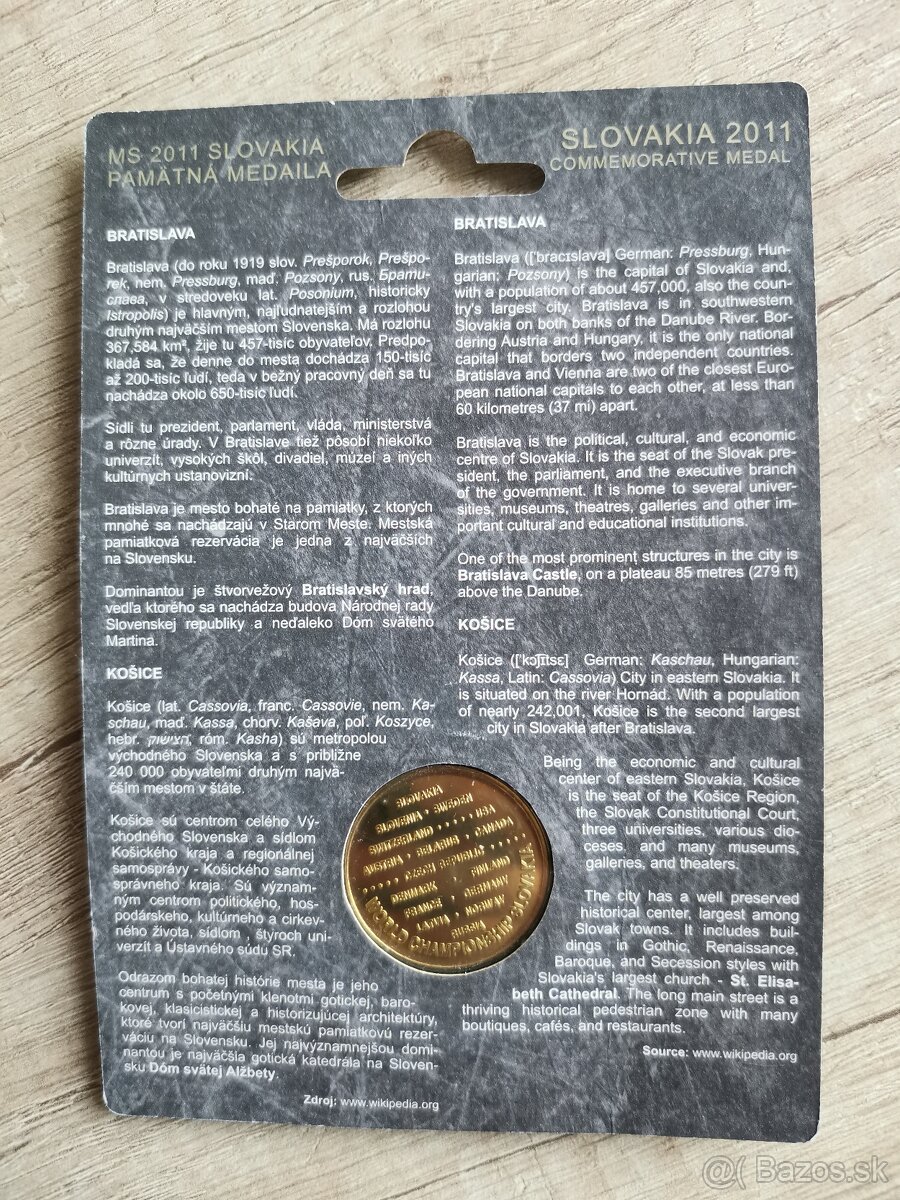 MS 2011 SLOVAKIA
PAMÄTNÁ MEDAILA
SLOVAKIA 2011
COMMEMORATIVE MEDAL
BRATISLAVA
Bratislava (do roku 1919 slov. Prešporok, Prešpo-
rek, nem. Pressburg, maď. Pozsony, rus. Братис-
слава, v stredoveku lat. Posonium, historicky
Istropolis) je hlavným, najľudnatejším a rozlohou
druhým najväčším mestom Slovenska. Má rozlohu
367,584 km², žije tu 457-tisíc obyvateľov. Predpo-
kladá sa, že denne do mesta dochádza 150-tisíc
až 200-tisíc ľudí, teda v bežný pracovný deň sa tu
nachádza okolo 650-tisíc ľudí.
Sídli tu prezident, parlament, vláda, ministerstvá
a rôzne úrady. V Bratislave tiež pôsobí niekoľko
univerzít, vysokých škôl, divadiel, múzeí a iných
kultúrnych ustanovizní.
Bratislava je mesto bohaté na pamiatky, z ktorých
mnohé sa nachádzajú v Starom Meste. Mestská
pamiatková rezervácia je jedna z najväčších
na Slovensku.
Dominantou je štvorvežový Bratislavský hrad,
vedľa ktorého sa nachádza budova Národnej rady
Slovenskej republiky a neďaleko Dóm svätého
Martina.
KOŠICE
Košice (lat. Cassovia, franc. Cassovie, nem. Ka-
schau, maď. Kassa, chorv. Kašava, poľ. Koszyce,
hebr. קאשוי, róm. Kasha) sú metropolou
východného Slovenska a s približne
240 000 obyvateľmi druhým najvä-
čším mestom v štáte.
Košice sú centrom celého Vý-
chodného Slovenska a sídlom
Košického kraja a regionálnej
samosprávy - Košického samo-
správneho kraja. Sú význam-
ným centrom politického, hos-
podárskeho, kultúrneho a cirkev-
ného života, sídlom , štyroch uni-
verzít a Ústavného súdu SR.
Odrazom bohatej histórie mesta je jeho
centrum s početnými klenotmi gotickej, baro-
kovej, klasicistickej a historizujúcej architektúry,
ktoré tvorí najväčšiu mestskú pamiatkovú rezer-
váciu na Slovensku. Jej najvýznamnejšou domi-
nantou je najväčšia gotická katedrála na Sloven-
sku Dóm svätej Alžbety.
Zdroj: www.wikipedia.org
BRATISLAVA
Bratislava (['bracɪslava] German: Pressburg, Hun-
garian: Pozsony) is the capital of Slovakia and,
with a population of about 457,000, also the coun-
try's largest city. Bratislava is in southwestern
Slovakia on both banks of the Danube River. Bor-
dering Austria and Hungary, it is the only national
capital that borders two independent countries.
Bratislava and Vienna are two of the closest Euro-
pean national capitals to each other, at less than
60 kilometres (37 mi) apart.
Bratislava is the political, cultural, and economic
centre of Slovakia. It is the seat of the Slovak pre-
sident, the parliament, and the executive branch
of the government. It is home to several univer-
sities, museums, theatres, galleries and other im-
portant cultural and educational institutions.
One of the most prominent structures in the city is
Bratislava Castle, on a plateau 85 metres (279 ft)
above the Danube.
KOŠICE
Košice (['kɔʃɪtsɛ] German: Kaschau, Hungarian:
Kassa, Latin: Cassovia) City in eastern Slovakia. It
is situated on the river Hornád. With a population
of nearly 242,001, Košice is the second largest
city in Slovakia after Bratislava.
Being the economic and cultural
center of eastern Slovakia, Košice
is the seat of the Košice Region,
the Slovak Constitutional Court,
three universities, various dio-
ceses. and many museums,
galleries, and theaters.
The city has a well preserved
historical center, largest among
Slovak towns. It includes buil-
dings in Gothic, Renaissance,
Baroque, and Secession styles with
Slovakia's largest church - St. Elisa-
beth Cathedral. The long main street is a
thriving historical pedestrian zone with many
boutiques, cafés, and restaurants.
Source: www.wikipedia.org
SLOVAKIA
SLOVENIA · SWEDEN
SWITZERLAND · · · · · USA
AUSTRIA · BELARUS · CANADA
· · · · · CZECH REPUBLIC · · · · ·
DENMARK · FINLAND
FRANCE · GERMANY
LATVIA · NORWAY
RUSSIA
WORLD CHAMPIONSHIP SLOVAKIA
@( Bazos.sk